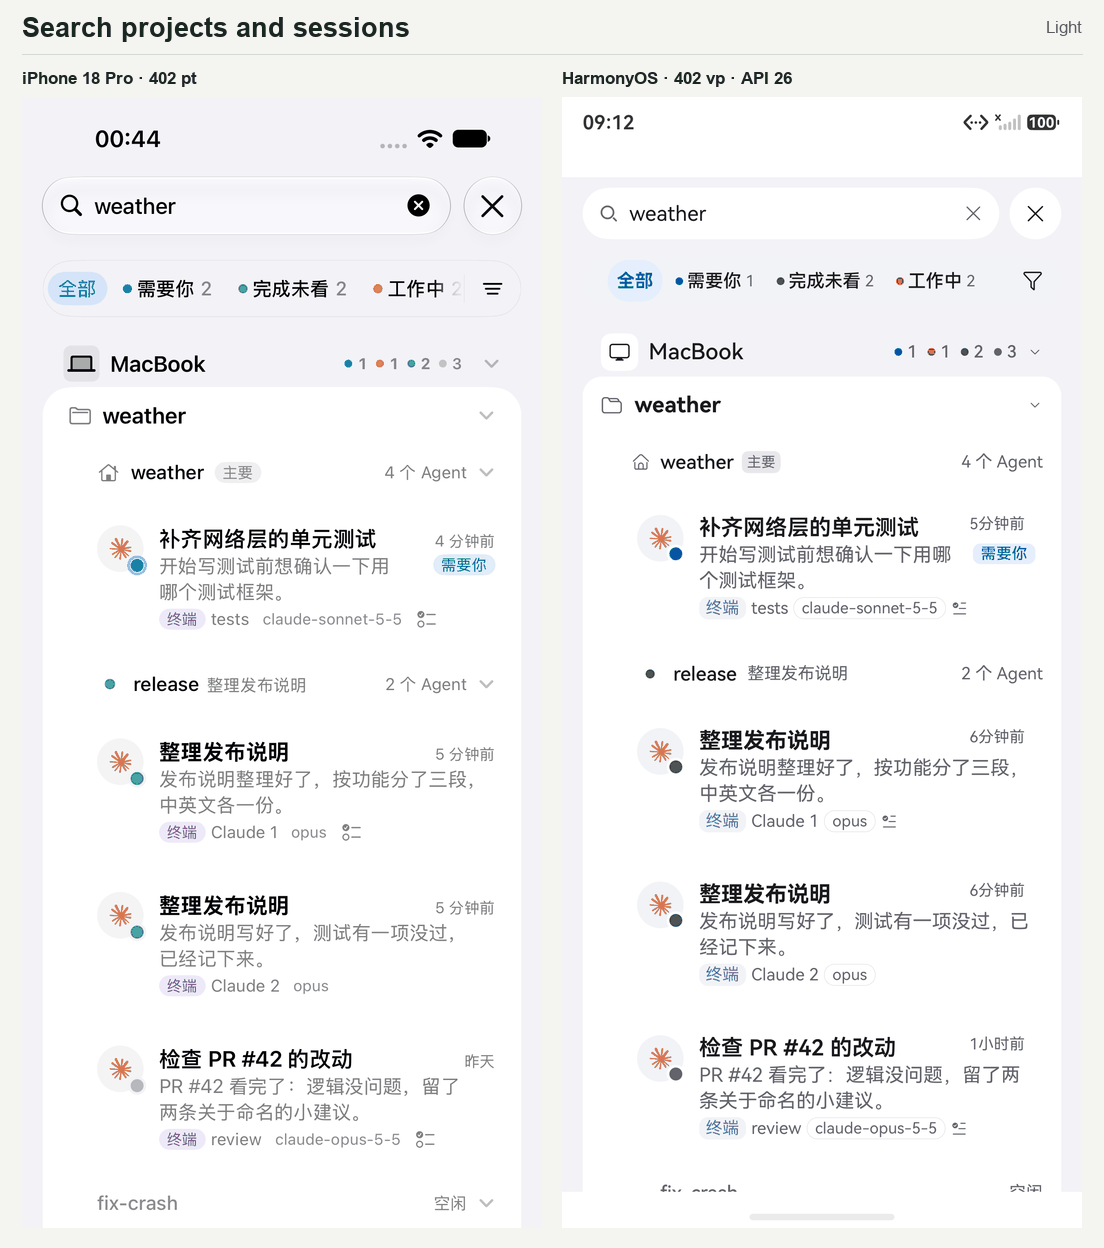 Search projects and sessions
Light
iPhone 18 Pro · 402 pt
00:44
weather
全部 需要你 2 完成未看 2 工作中 2
MacBook 1 1 2 3
weather
weather 主要 4 个 Agent
补齐网络层的单元测试 4 分钟前
开始写测试前想确认一下用 需要你
哪个测试框架。
终端 tests claude-sonnet-5-5
release 整理发布说明 2 个 Agent
整理发布说明 5 分钟前
发布说明整理好了，按功能分了三段，
中英文各一份。
终端 Claude 1 opus
整理发布说明 5 分钟前
发布说明写好了，测试有一项没过，
已经记下来。
终端 Claude 2 opus
检查 PR #42 的改动 昨天
PR #42 看完了：逻辑没问题，留了
两条关于命名的小建议。
终端 review claude-opus-5-5
fix-crash 空闲
HarmonyOS · 402 vp · API 26
09:12 100
weather
全部 需要你 1 完成未看 2 工作中 2
MacBook 1 1 2 3
weather
weather 主要 4 个 Agent
补齐网络层的单元测试 5分钟前
开始写测试前想确认一下用哪 需要你
个测试框架。
终端 tests claude-sonnet-5-5
release 整理发布说明 2 个 Agent
整理发布说明 6分钟前
发布说明整理好了，按功能分了三段，
中英文各一份。
终端 Claude 1 opus
整理发布说明 6分钟前
发布说明写好了，测试有一项没过，已
经记下来。
终端 Claude 2 opus
检查 PR #42 的改动 1小时前
PR #42 看完了：逻辑没问题，留了两
条关于命名的小建议。
终端 review claude-opus-5-5
fix-crash 空闲